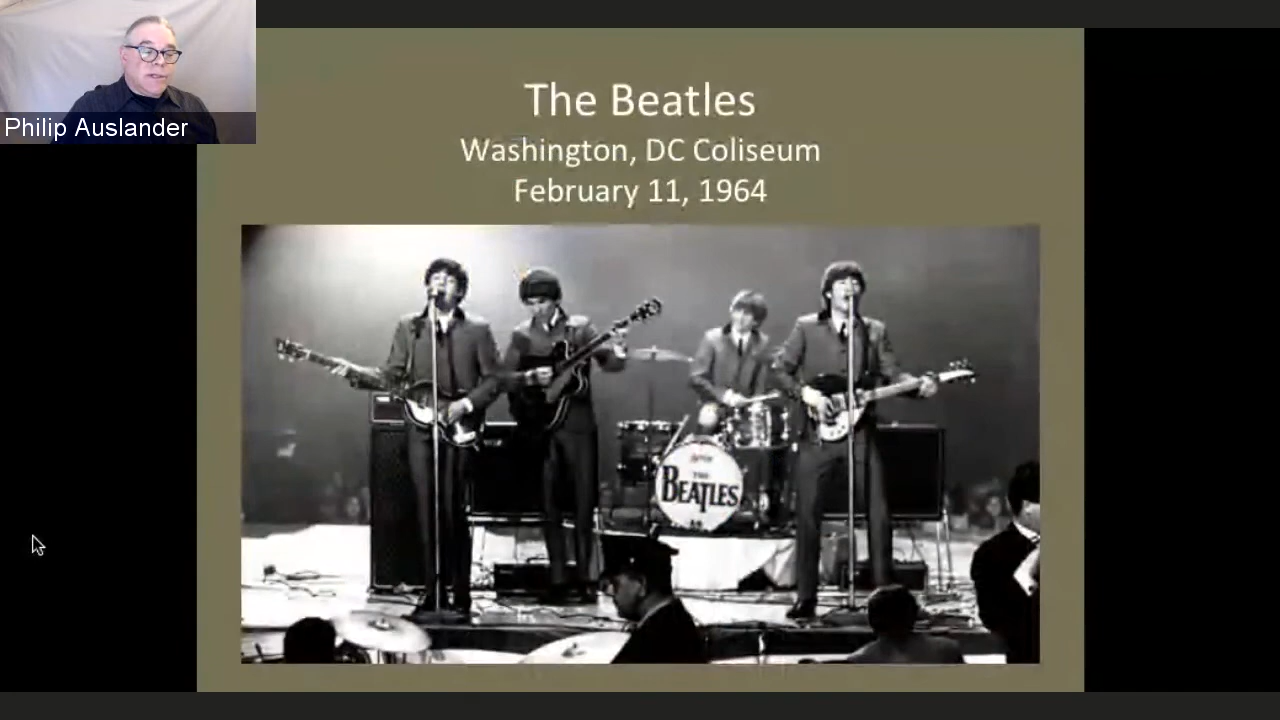 Philip Auslander
The Beatles
Washington, DC Coliseum
February 11, 1964
THE
BEATLES